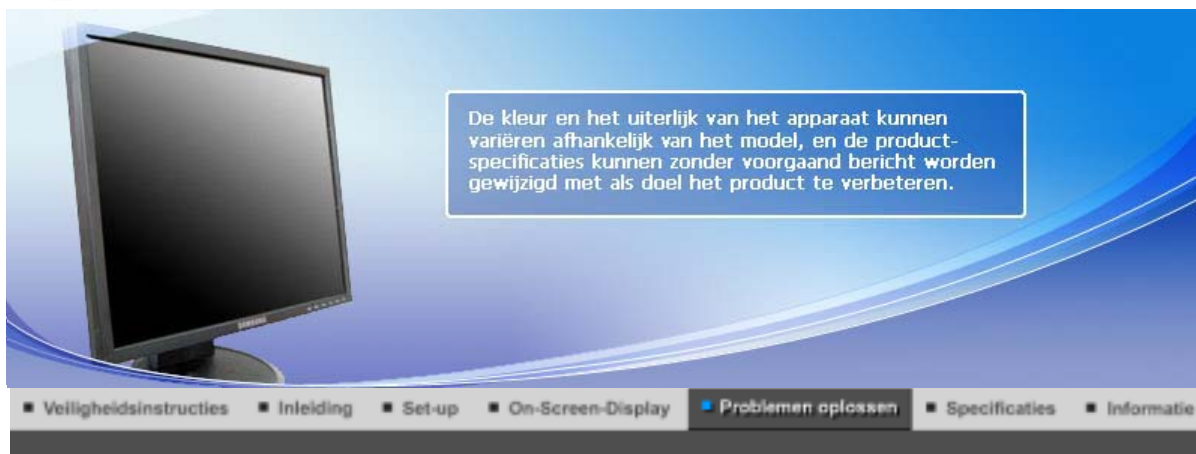 De kleur en het uiterlijk van het apparaat kunnen
variëren afhankelijk van het model, en de product-
specificaties kunnen zonder voorgaand bericht worden
gewijzigd met als doel het product te verbeteren.
SAMSUNG
Veiligheidsinstructies Inleiding Set-up On-Screen-Display Problemen oplossen Specificaties Informatie